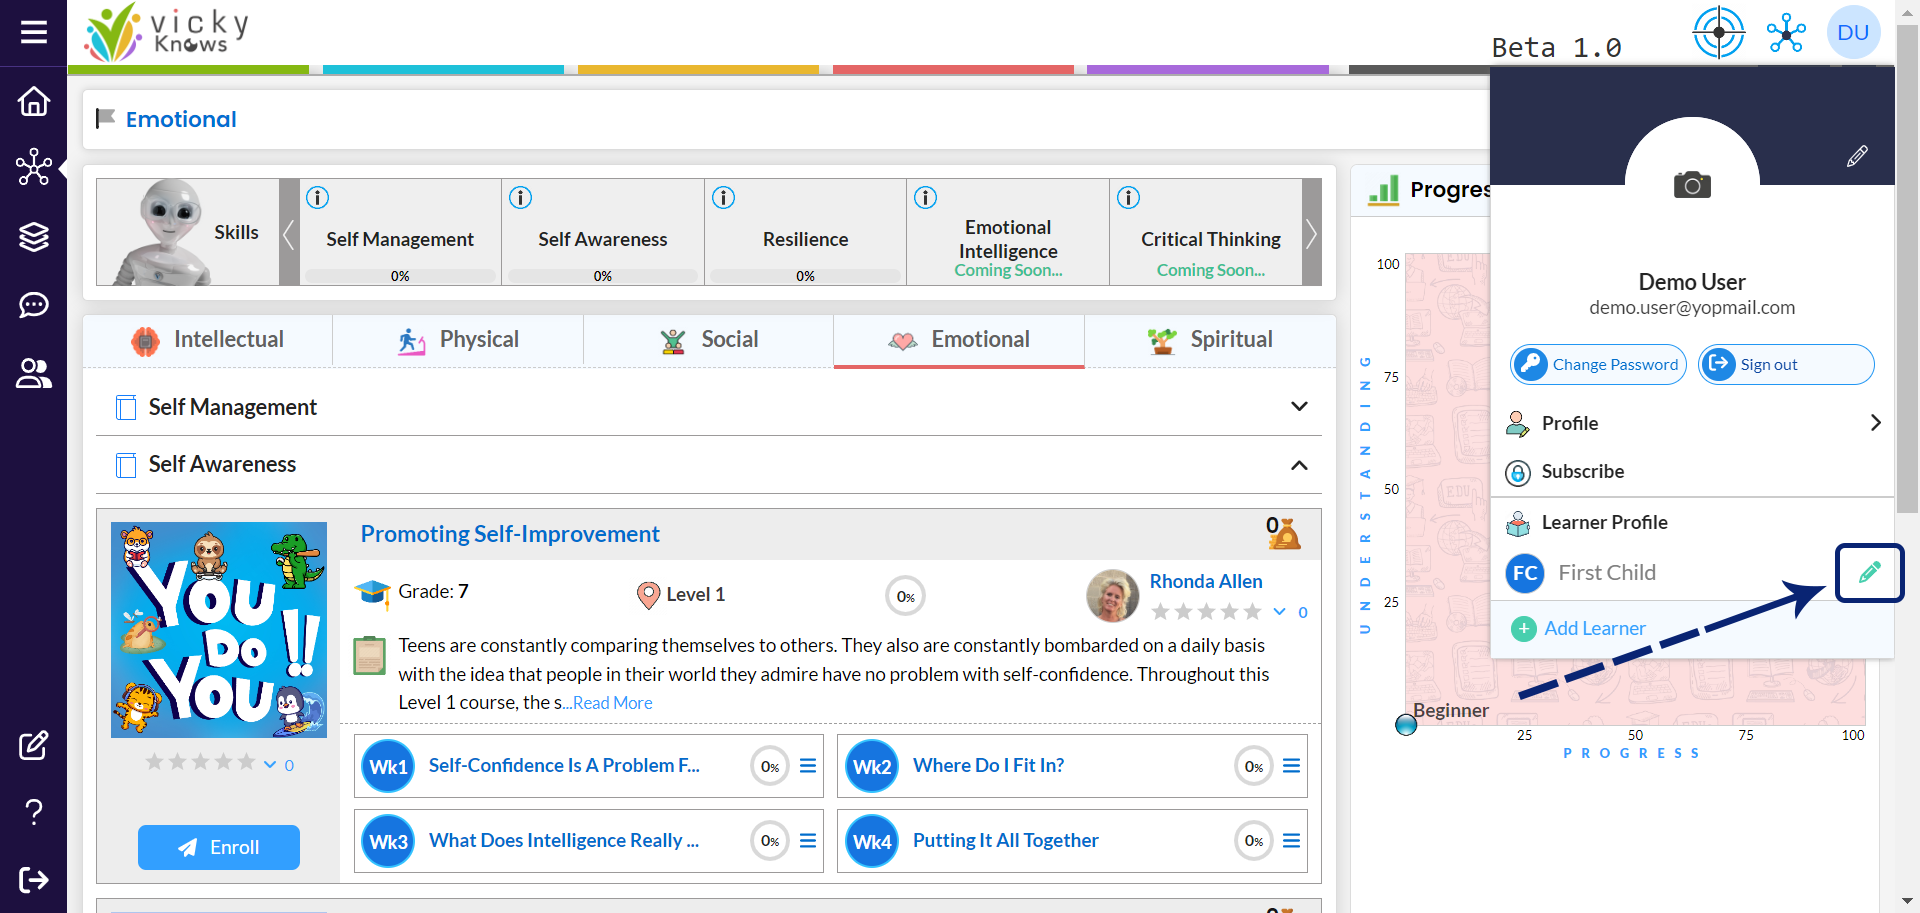 vicky
Knows
Beta 1.0
DU
Emotional
Skills
Self Management
0%
Self Awareness
0%
Resilience
0%
Emotional
Intelligence
Coming Soon...
Critical Thinking
Coming Soon...
Intellectual
Physical
Social
Emotional
Spiritual
Self Management
Self Awareness
Promoting Self-Improvement
0
YOU
DO
YOU!!
Grade: 7
Level 1
0%
Rhonda Allen
0
Teens are constantly comparing themselves to others. They also are constantly bombarded on a daily basis
with the idea that people in their world they admire have no problem with self-confidence. Throughout this
Level 1 course, the s...Read More
0
Enroll
Wk1 Self-Confidence Is A Problem F... 0%
Wk2 Where Do I Fit In? 0%
Wk3 What Does Intelligence Really ... 0%
Wk4 Putting It All Together 0%
Progres
UNDERSTANDING
100
75
50
25
Beginner
25 50 75 100
PROGRESS
Demo User
demo.user@yopmail.com
Change Password
Sign out
Profile
Subscribe
Learner Profile
FC First Child
Add Learner